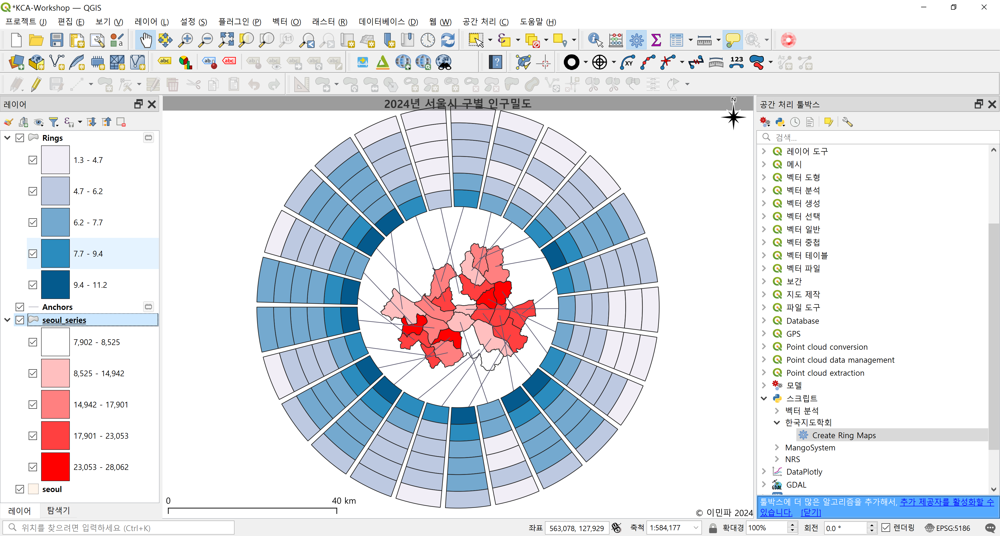 *KCA-Workshop — QGIS
프로젝트 (J) 편집 (E) 보기 (V) 레이어 (L) 설정 (S) 플러그인 (P) 벡터 (O) 래스터 (R) 데이터베이스 (D) 웹 (W) 공간 처리 (C) 도움말 (H)
레이어
Rings
1.3 - 4.7
4.7 - 6.2
6.2 - 7.7
7.7 - 9.4
9.4 - 11.2
Anchors
seoul_series
7,902 - 8,525
8,525 - 14,942
14,942 - 17,901
17,901 - 23,053
23,053 - 28,062
seoul
레이어 탐색기
2024년 서울시 구별 인구밀도
N
0 40 km
© 이민파 2024
공간 처리 툴박스
검색...
레이어 도구
메시
벡터 도형
벡터 분석
벡터 생성
벡터 선택
벡터 일반
벡터 중첩
벡터 테이블
벡터 파일
보간
지도 제작
파일 도구
Database
GPS
Point cloud conversion
Point cloud data management
Point cloud extraction
모델
스크립트
벡터 분석
한국지도학회
Create Ring Maps
MangoSystem
NRS
DataPlotly
GDAL
툴박스에 더 많은 알고리즘을 추가해서, 추가 제공자를 활성화할 수
있습니다. [닫기]
위치를 찾으려면 입력하세요 (Ctrl+K) 좌표 563,078, 127,929 축척 1:584,177 확대경 100% 회전 0.0 ° 렌더링 EPSG:5186